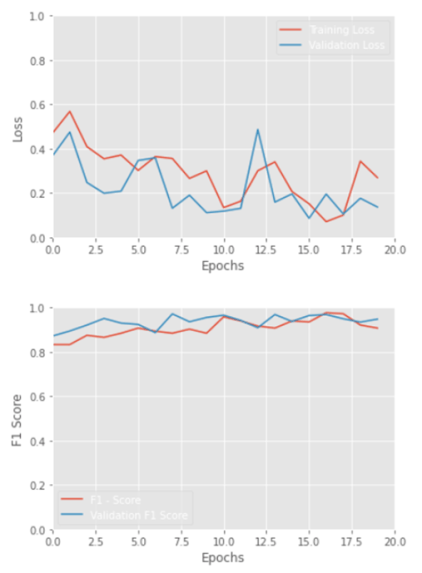 1.0
0.8
0.6
0.4
0.2
0.0
Loss
Training Loss
Validation Loss
0.0 2.5 5.0 7.5 10.0 12.5 15.0 17.5 20.0
Epochs
1.0
0.8
0.6
0.4
0.2
0.0
F1 Score
F1 - Score
Validation F1 Score
0.0 2.5 5.0 7.5 10.0 12.5 15.0 17.5 20.0
Epochs